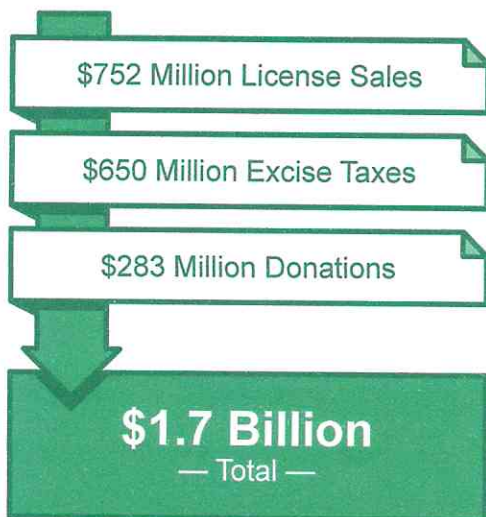 $752 Million License Sales
$650 Million Excise Taxes
$283 Million Donations
$1.7 Billion
— Total —